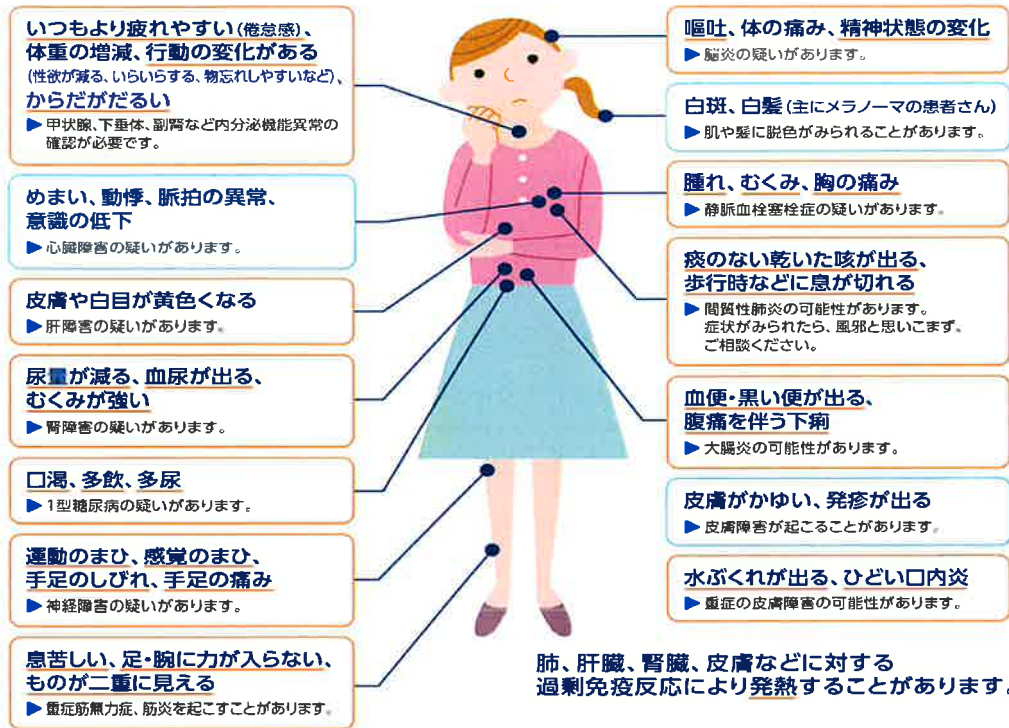 いつもより疲れやすい(倦怠感)、
体重の増減、行動の変化がある
(性欲が減る、いらいらする、物忘れしやすいなど)、
からだがだるい
▶甲状腺、下垂体、副腎など内分泌機能異常の
確認が必要です。
めまい、動悸、脈拍の異常、
意識の低下
▶心臓障害の疑いがあります。
皮膚や白目が黄色くなる
▶肝障害の疑いがあります。
尿量が減る、血尿が出る、
むくみが強い
▶腎障害の疑いがあります。
口渇、多飲、多尿
▶1型糖尿病の疑いがあります。
運動のまひ、感覚のまひ、
手足のしびれ、手足の痛み
▶神経障害の疑いがあります。
息苦しい、足・腕に力が入らない、
ものが二重に見える
▶重症筋無力症、筋炎を起こすことがあります。
嘔吐、体の痛み、精神状態の変化
▶脳炎の疑いがあります。
白斑、白髪(主にメラノーマの患者さん)
▶肌や髪に脱色がみられることがあります。
腫れ、むくみ、胸の痛み
▶静脈血栓塞栓症の疑いがあります。
痰のない乾いた咳が出る、
歩行時などに息が切れる
▶間質性肺炎の可能性があります。
症状がみられたら、風邪と思いこまず、
ご相談ください。
血便・黒い便が出る、
腹痛を伴う下痢
▶大腸炎の可能性があります。
皮膚がかゆい、発疹が出る
▶皮膚障害が起こることがあります。
水ぶくれが出る、ひどい口内炎
▶重症の皮膚障害の可能性があります。
肺、肝臓、腎臓、皮膚などに対する
過剰免疫反応により発熱することがあります。